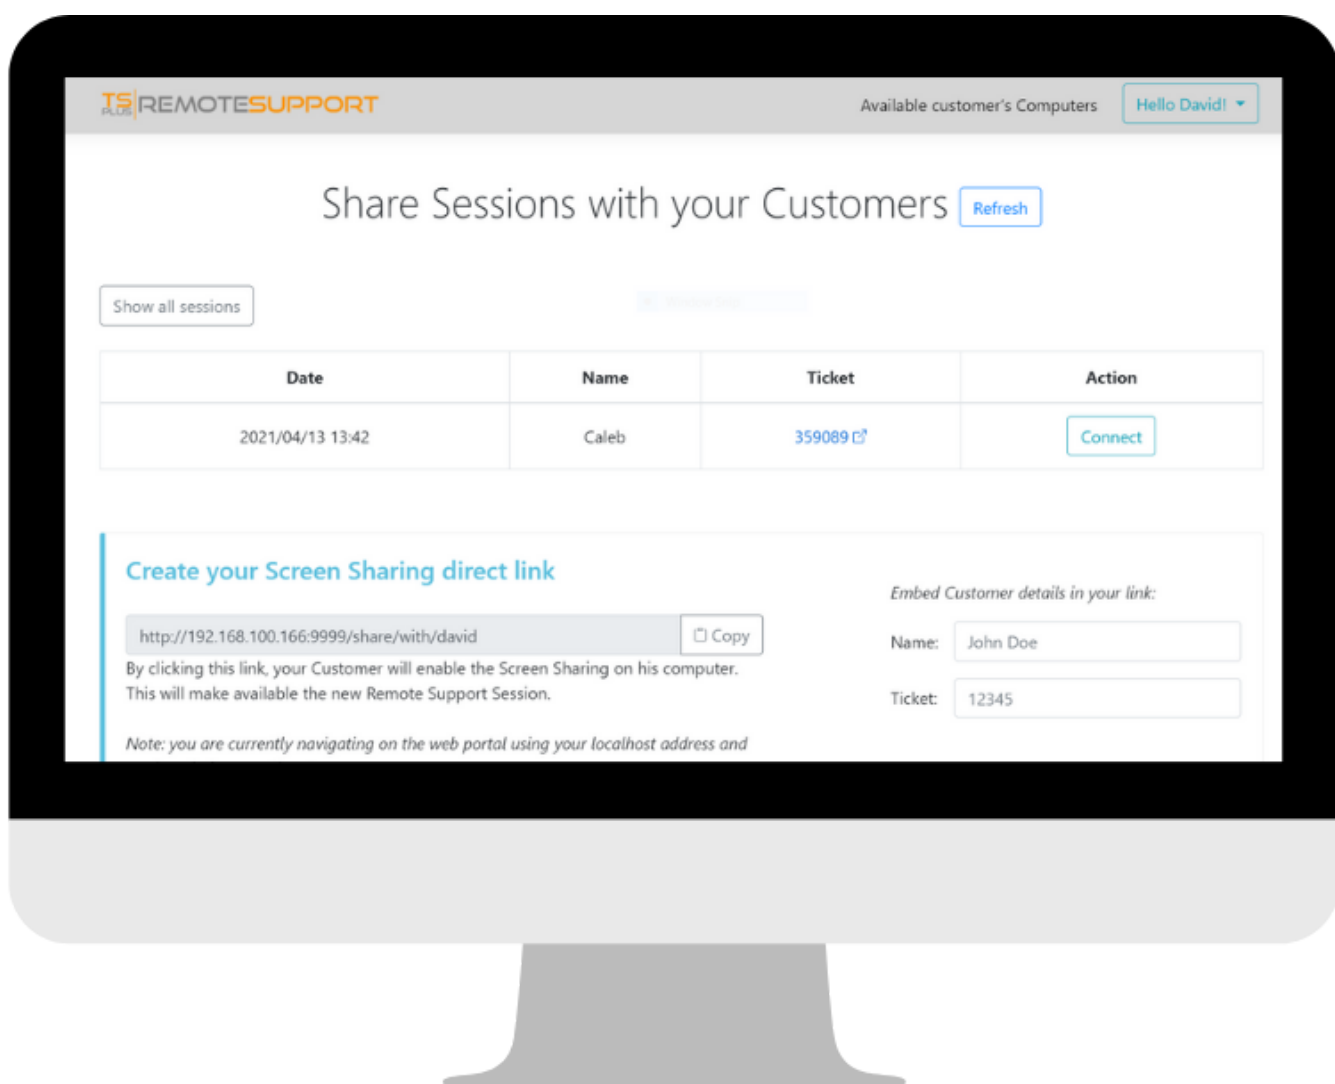 TS PLUS REMOTESUPPORT
Available customer's Computers
Hello David!
Share Sessions with your Customers
Refresh
Show all sessions
Date Name Ticket Action
2021/04/13 13:42 Caleb 359089 Connect
Create your Screen Sharing direct link
Embed Customer details in your link:
http://192.168.100.166:9999/share/with/david
Copy
Name: John Doe
By clicking this link, your Customer will enable the Screen Sharing on his computer.
This will make available the new Remote Support Session.
Ticket: 12345
Note: you are currently navigating on the web portal using your localhost address and